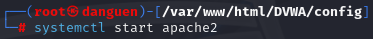 ┌──(root㉿danguen)-[/var/www/html/DVWA/config]
└─# systemctl start apache2